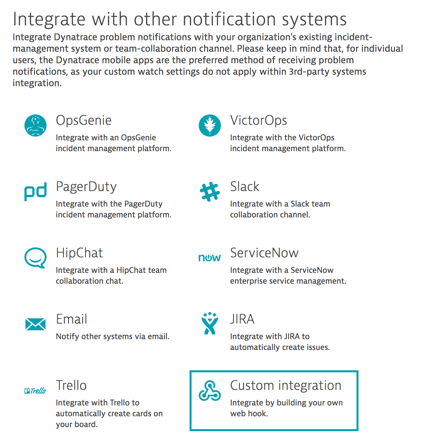 Integrate with other notification systems
Integrate Dynatrace problem notifications with your organization's existing incident-
management system or team-collaboration channel. Please keep in mind that, for individual
users, the Dynatrace mobile apps are the preferred method of receiving problem
notifications, as your custom watch settings do not apply within 3rd-party systems
integration.
OpsGenie
Integrate with an OpsGenie
incident management platform.
VictorOps
Integrate with the VictorOps
incident management platform.
pd
PagerDuty
Integrate with the PagerDuty
incident management platform.
Slack
Integrate with a Slack team
collaboration channel.
HipChat
Integrate with a HipChat team
collaboration chat.
now
ServiceNow
Integrate with a ServiceNow
enterprise service management.
Email
Notify other systems via email.
JIRA
Integrate with JIRA to
automatically create issues.
Trello
Trello
Integrate with Trello to
automatically create cards on
your board.
Custom integration
Integrate by building your own
web hook.